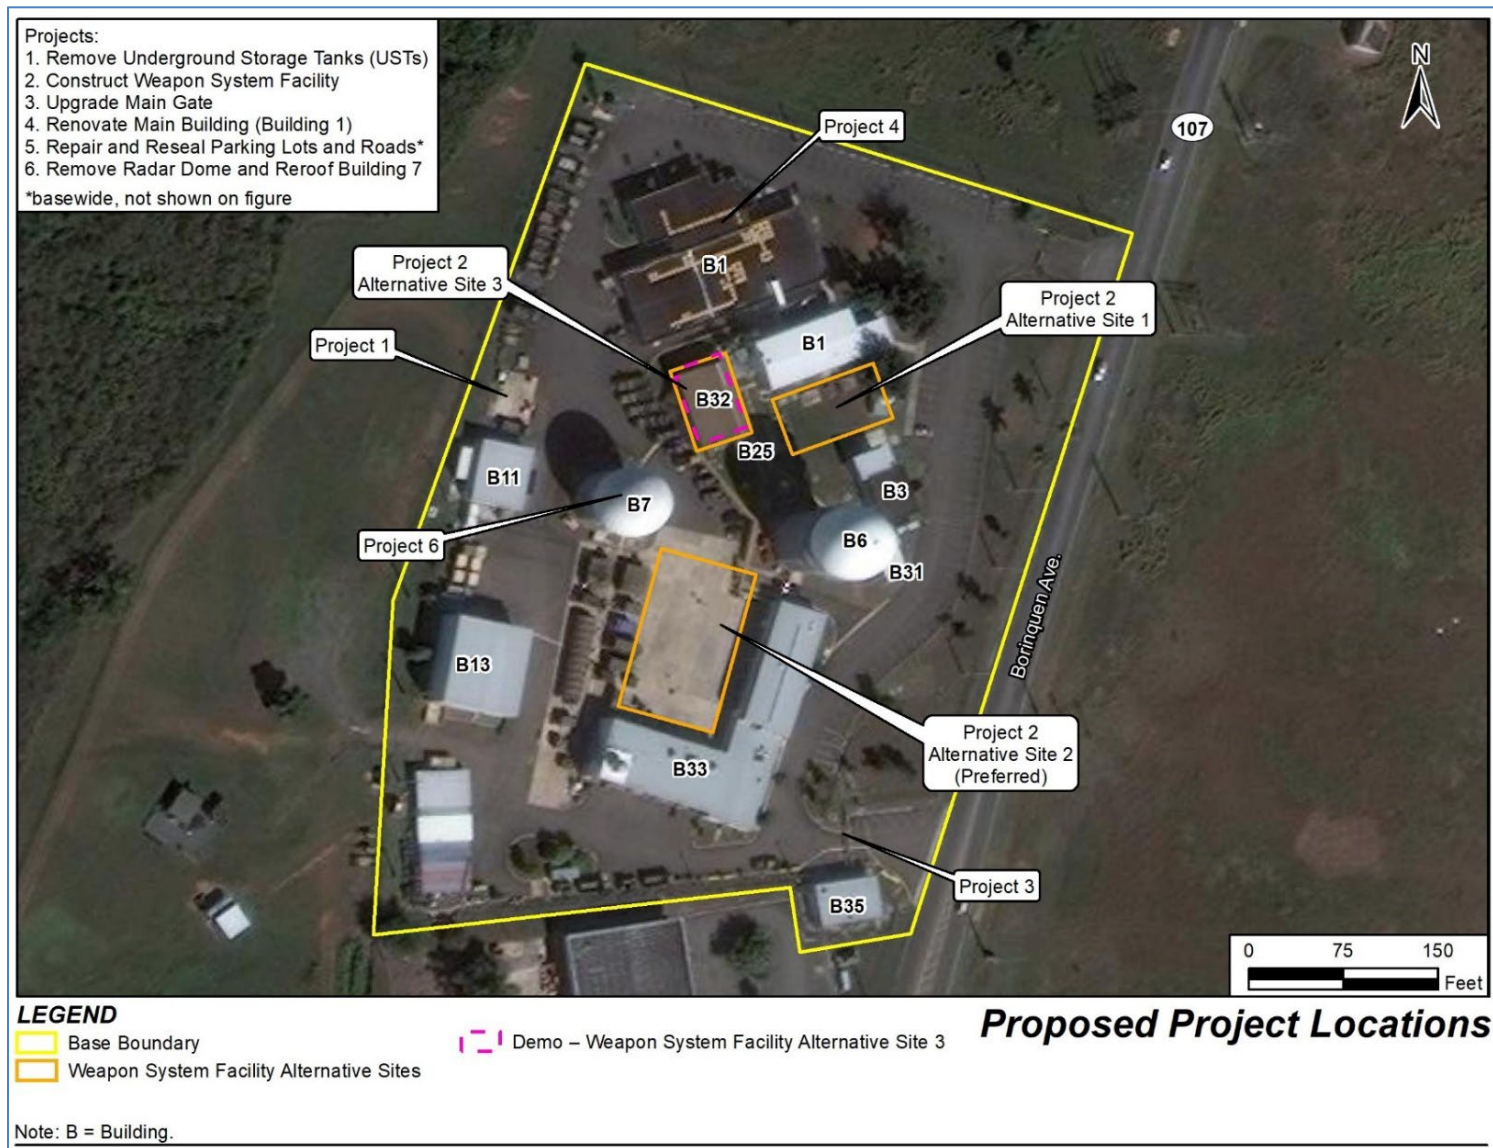 Projects:
1. Remove Underground Storage Tanks (USTs)
2. Construct Weapon System Facility
3. Upgrade Main Gate
4. Renovate Main Building (Building 1)
5. Repair and Reseal Parking Lots and Roads*
6. Remove Radar Dome and Reroof Building 7
*basewide, not shown on figure
N
107
Project 4
B1
Project 2
Alternative Site 3
Project 2
Alternative Site 1
Project 1
B1
B32
B25
B11
B3
B7
Project 6
B6
B31
Borinquen Ave.
B13
Project 2
Alternative Site 2
(Preferred)
B33
Project 3
B35
0 75 150
Feet
LEGEND
Base Boundary
Weapon System Facility Alternative Sites
Demo – Weapon System Facility Alternative Site 3
Proposed Project Locations
Note: B = Building.